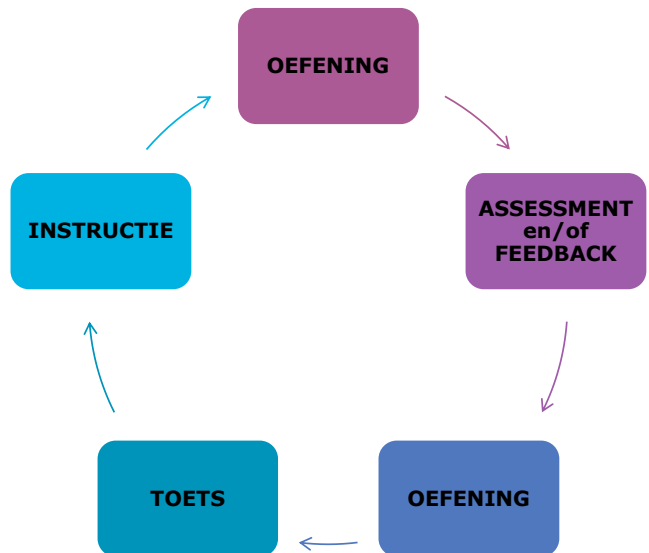 OEFENING
ASSESSMENT
en/of
FEEDBACK
OEFENING
TOETS
INSTRUCTIE